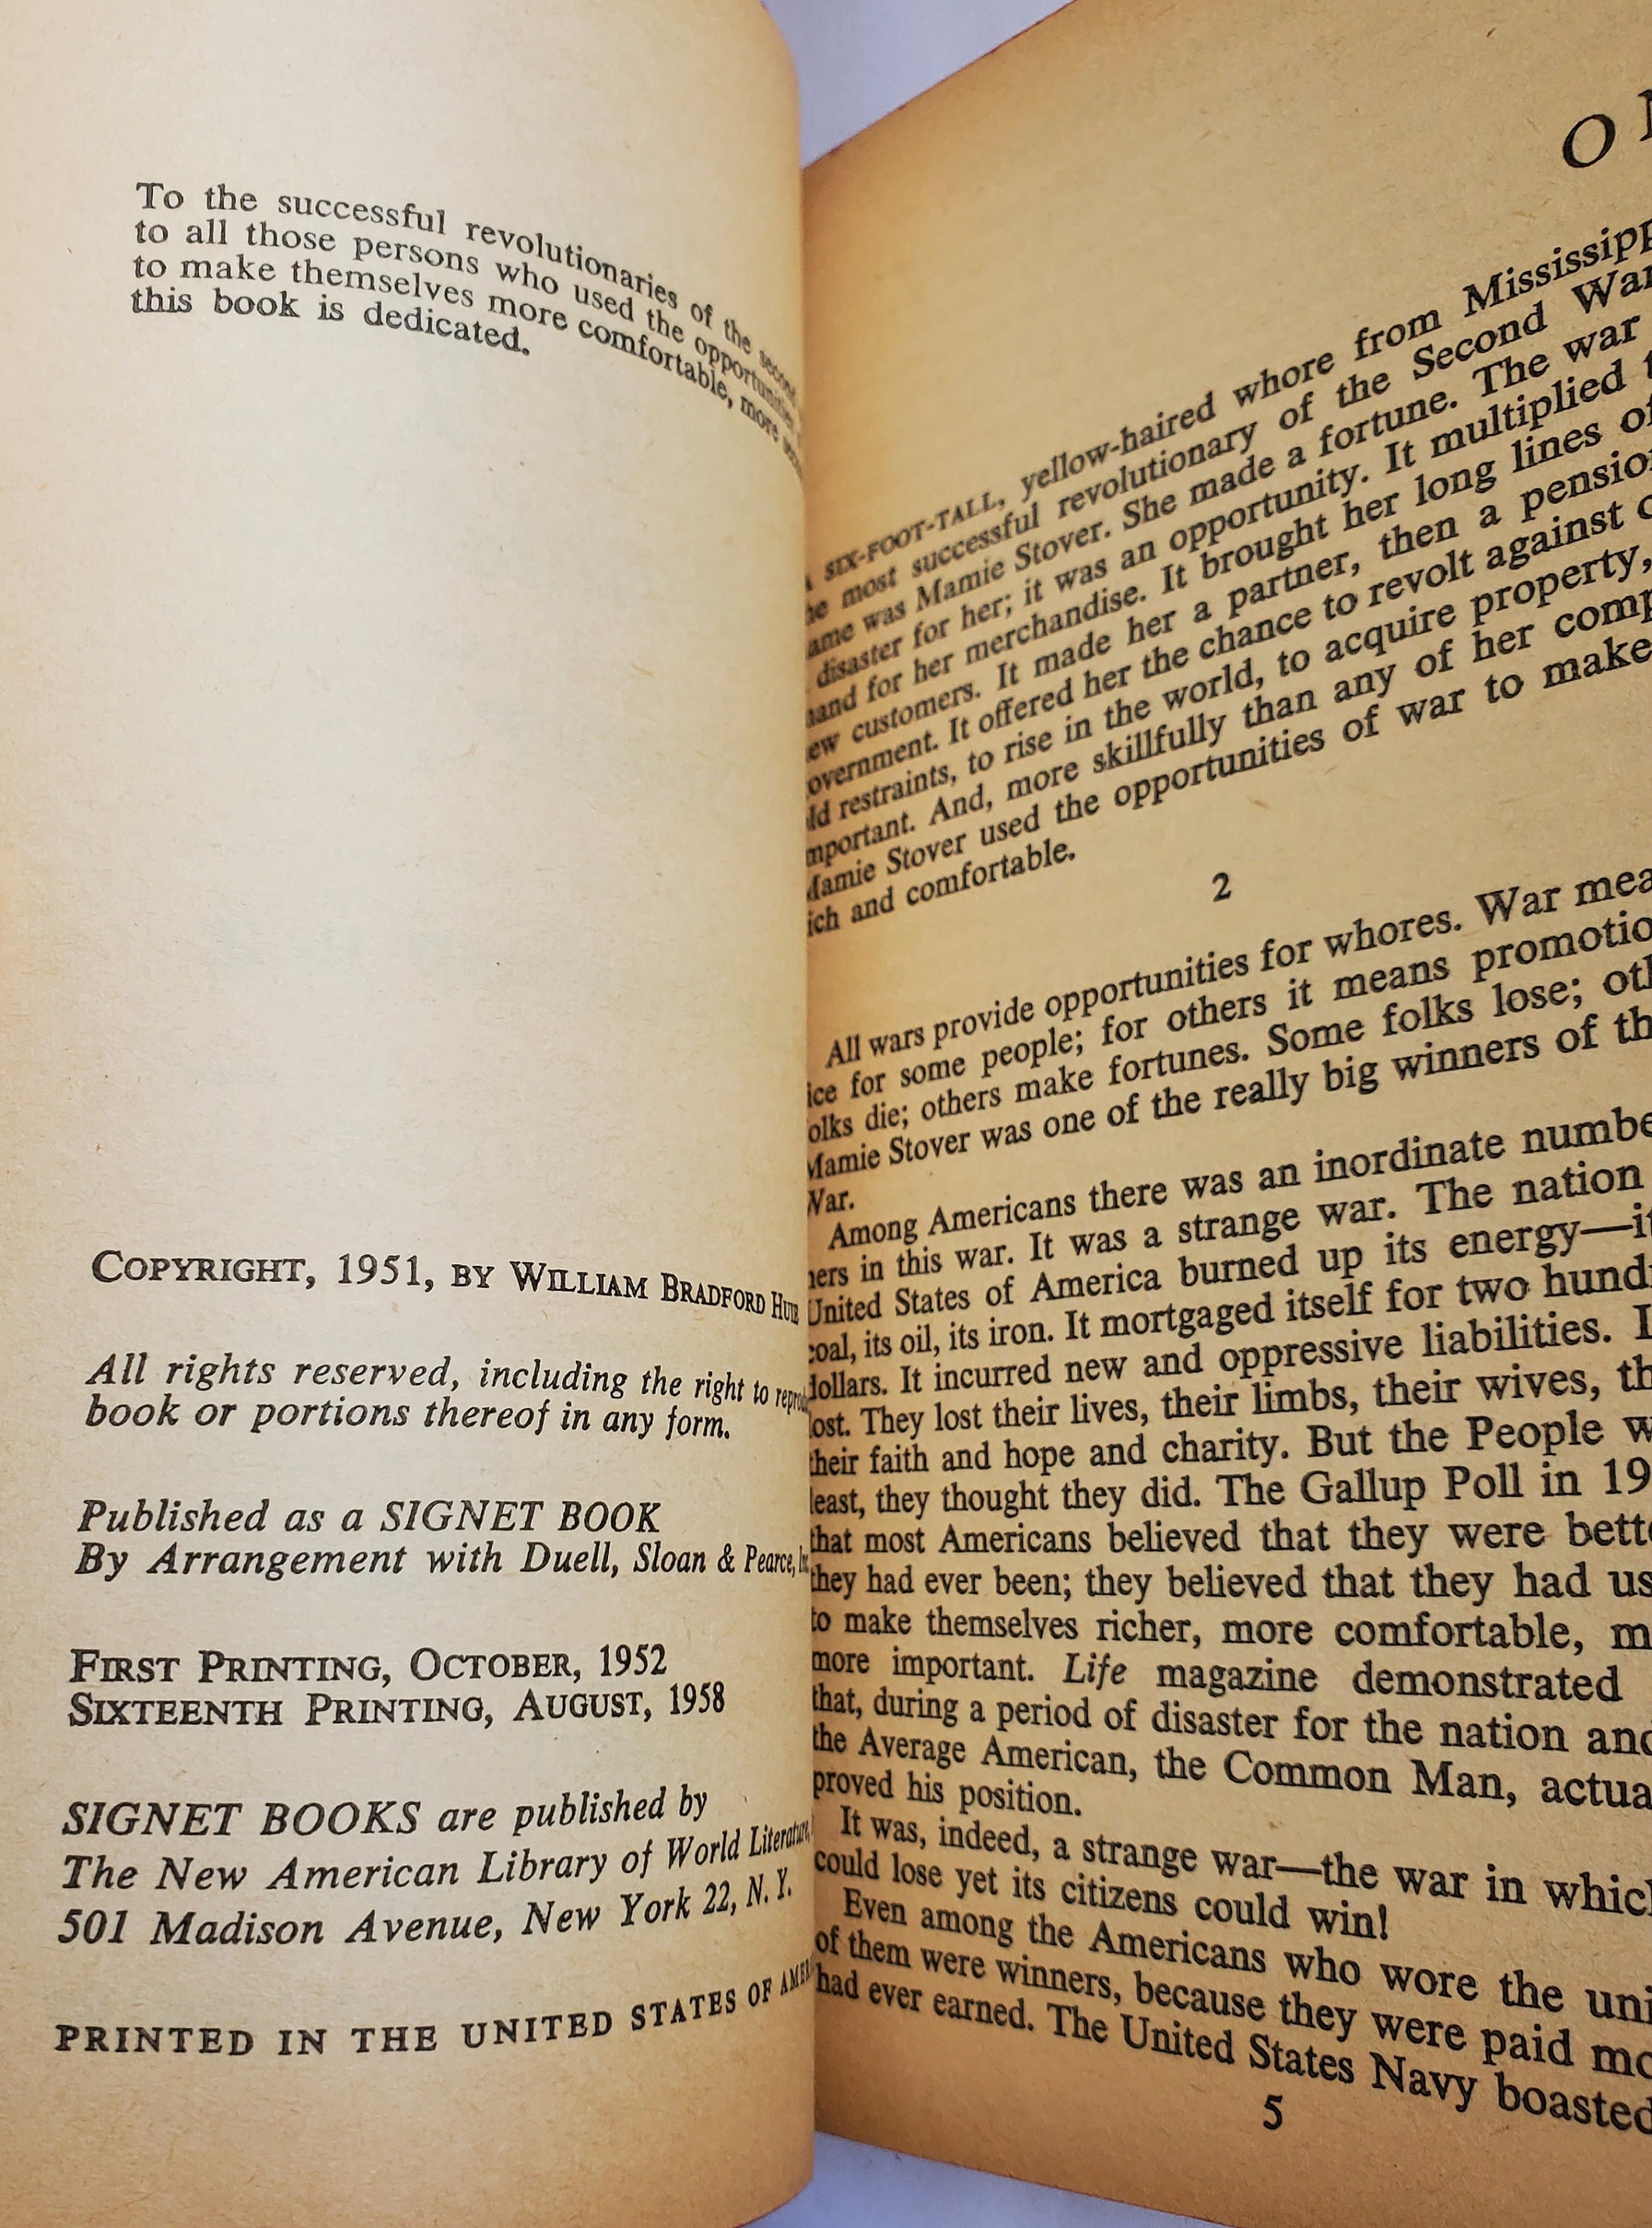 To the successful revolutionaries of the second
to all those persons who used the opportunities
to make themselves more comfortable, more
this book is dedicated.
COPYRIGHT, 1951, BY WILLIAM BRADFORD HUIE
All rights reserved, including the right to
book or portions thereof in any form.
Published as a SIGNET BOOK
By Arrangement with Duell, Sloan & Pearce, Inc.
FIRST PRINTING, OCTOBER, 1952
SIXTEENTH PRINTING, AUGUST, 1958
SIGNET BOOKS are published by
The New American Library of World Literature,
501 Madison Avenue, New York 22, N. Y.
PRINTED IN THE UNITED STATES OF
O
SIX-FOOT-TALL, yellow-haired whore from
most successful revolutionary of the Second
was Mamie Stover. She made a fortune. The war
disaster for her; it was an opportunity. It multiplied
for her merchandise. It brought her long lines of
customers. It made her a partner, then a
It offered her the chance to revolt against
restraints, to rise in the world, to acquire property,
And, more skillfully than any of her
Stover used the opportunities of war to make
and comfortable.
2
All wars provide opportunities for whores. War
for some people; for others it means
die; others make fortunes. Some folks lose;
Mamie Stover was one of the really big winners of
War.
Among Americans there was an inordinate
in this war. It was a strange war. The nation
United States of America burned up its energy—
coal, its oil, its iron. It mortgaged itself for two
dollars. It incurred new and oppressive liabilities.
lost. They lost their lives, their limbs, their wives,
their faith and hope and charity. But the People
least, they thought they did. The Gallup Poll in 19
that most Americans believed that they were
they had ever been; they believed that they had
to make themselves richer, more comfortable,
more important. Life magazine demonstrated
that, during a period of disaster for the nation
the Average American, the Common Man,
proved his position.
It was, indeed, a strange war—the war in
could lose yet its citizens could win!
Even among the Americans who wore the
of them were winners, because they were paid
had ever earned. The United States Navy boasted
5